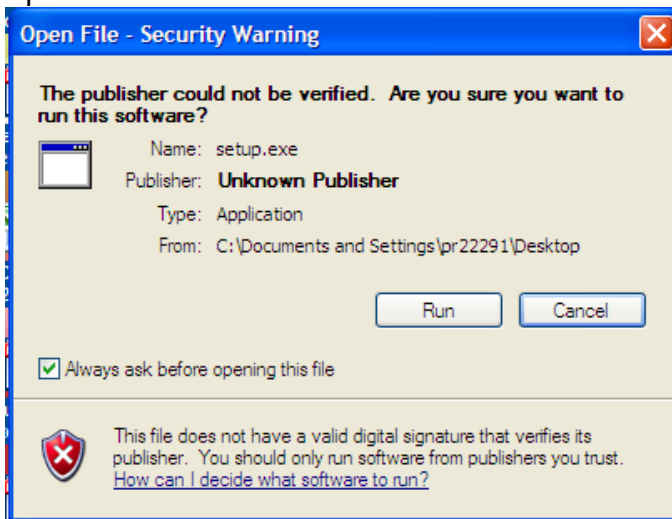 Open File - Security Warning
The publisher could not be verified.  Are you sure you want to
run this software?
Name: setup.exe
Publisher: Unknown Publisher
Type: Application
From: C:\Documents and Settings\pr22291\Desktop
Run Cancel
Always ask before opening this file
This file does not have a valid digital signature that verifies its
publisher.  You should only run software from publishers you trust.
How can I decide what software to run?